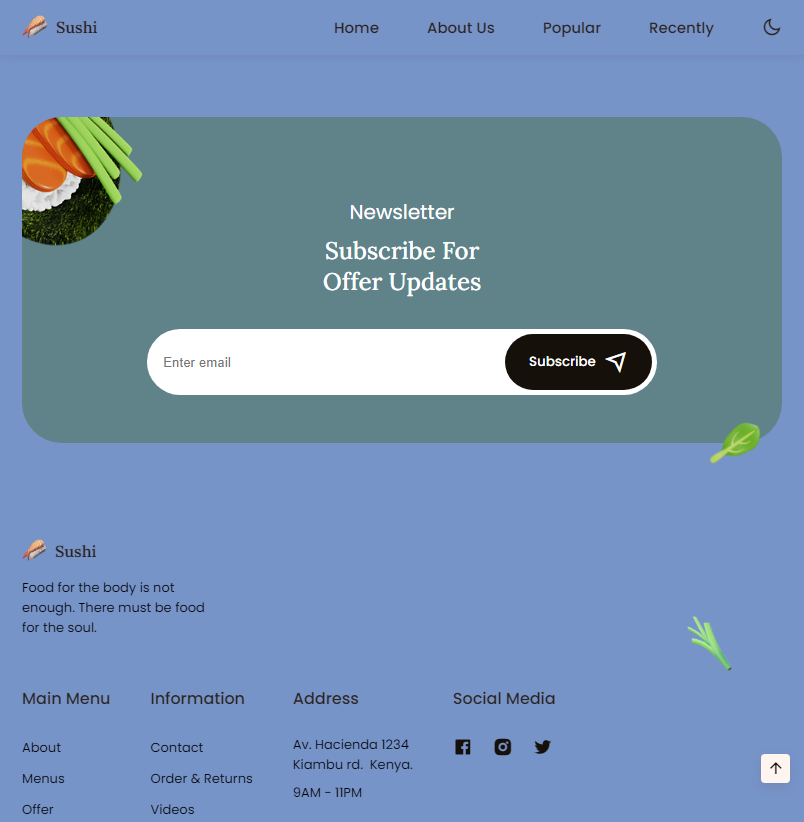 Sushi
Home
About Us
Popular
Recently
Newsletter
Subscribe For
Offer Updates
Enter email
Subscribe
Sushi
Food for the body is not
enough. There must be food
for the soul.
Main Menu
About
Menus
Offer
Information
Contact
Order & Returns
Videos
Address
Av. Hacienda 1234
Kiambu rd. Kenya.
9AM - 11PM
Social Media